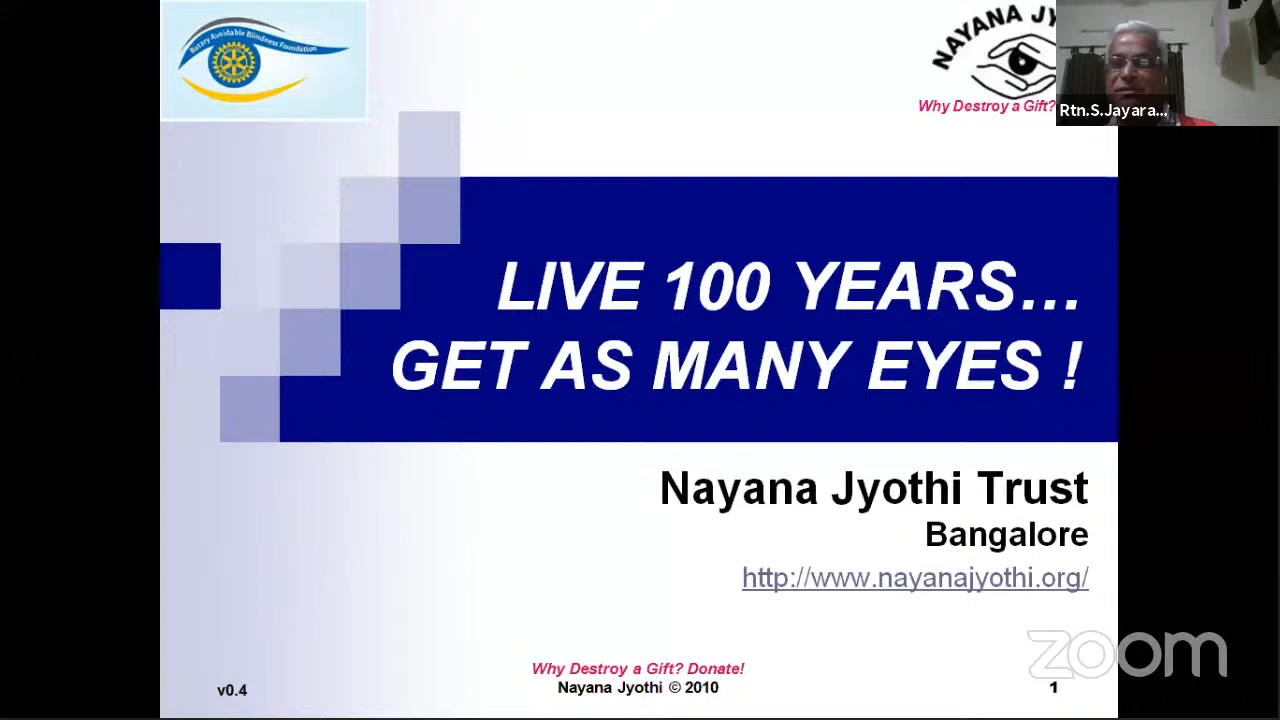 Rotary Avoidable Blindness Foundation
NAYANA JY
Why Destroy a Gift?
Rtn.S.Jayara...
LIVE 100 YEARS...
GET AS MANY EYES !
Nayana Jyothi Trust
Bangalore
http://www.nayanajyothi.org/
zoom
Why Destroy a Gift? Donate!
v0.4
Nayana Jyothi © 2010
1